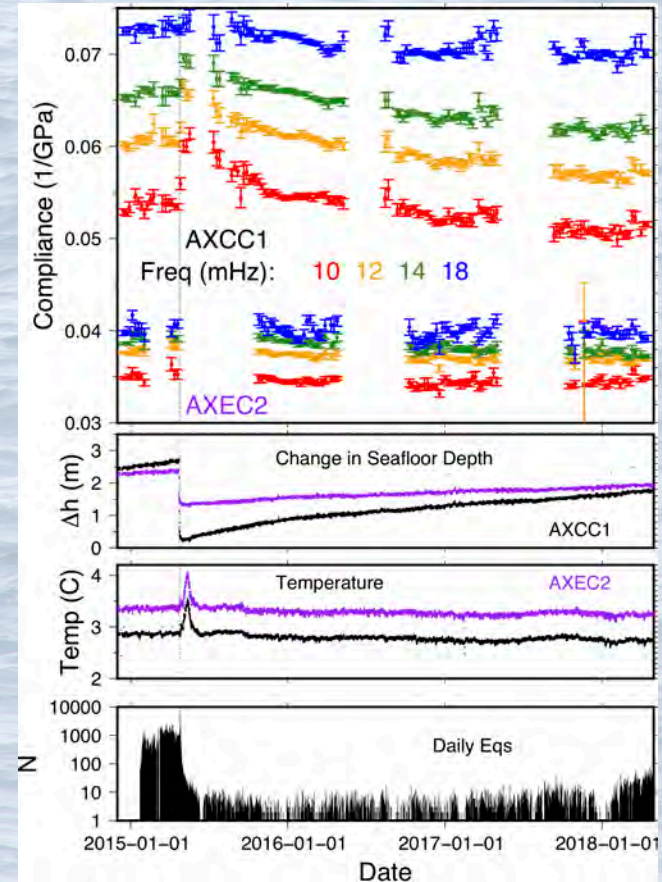 Compliance (1/GPa)
0.07
0.06
0.05
0.04
0.03
AXCC1
Freq (mHz): 10 12 14 18
AXEC2
Δh (m)
3
2
1
0
Change in Seafloor Depth
AXCC1
Temp (C)
4
3
2
Temperature
AXEC2
N
10000
1000
100
10
1
Daily Eqs
2015-01-01 2016-01-01 2017-01-01 2018-01-01
Date